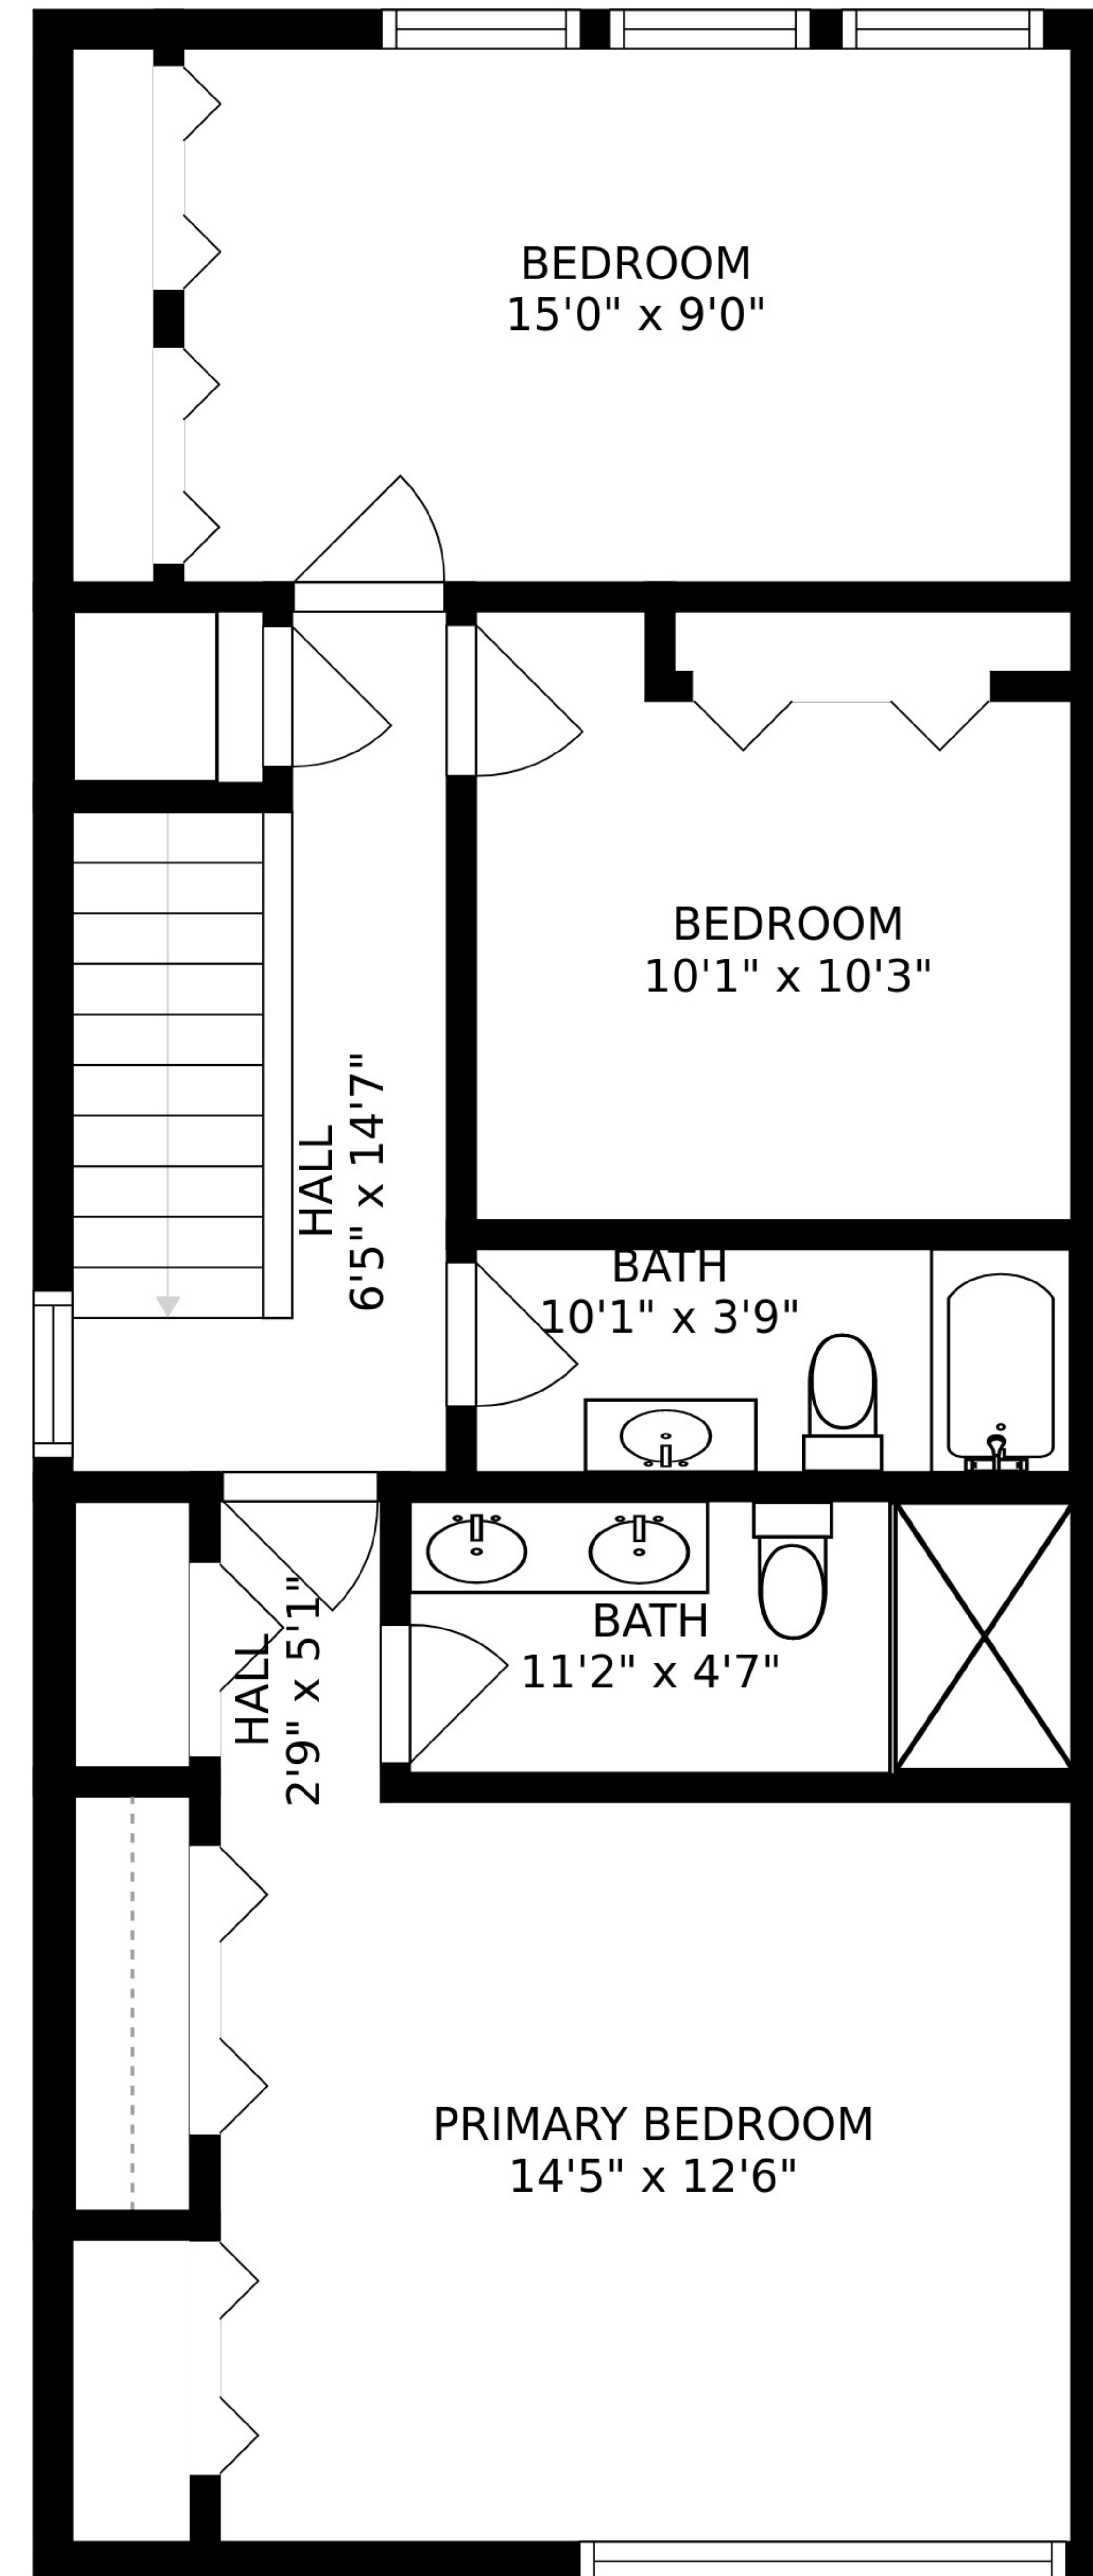 BEDROOM
15'0" x 9'0"
BEDROOM
10'1" x 10'3"
HALL
6'5" x 14'7"
BATH
10'1" x 3'9"
BATH
11'2" x 4'7"
HALL
2'9" x 5'1"
PRIMARY BEDROOM
14'5" x 12'6"